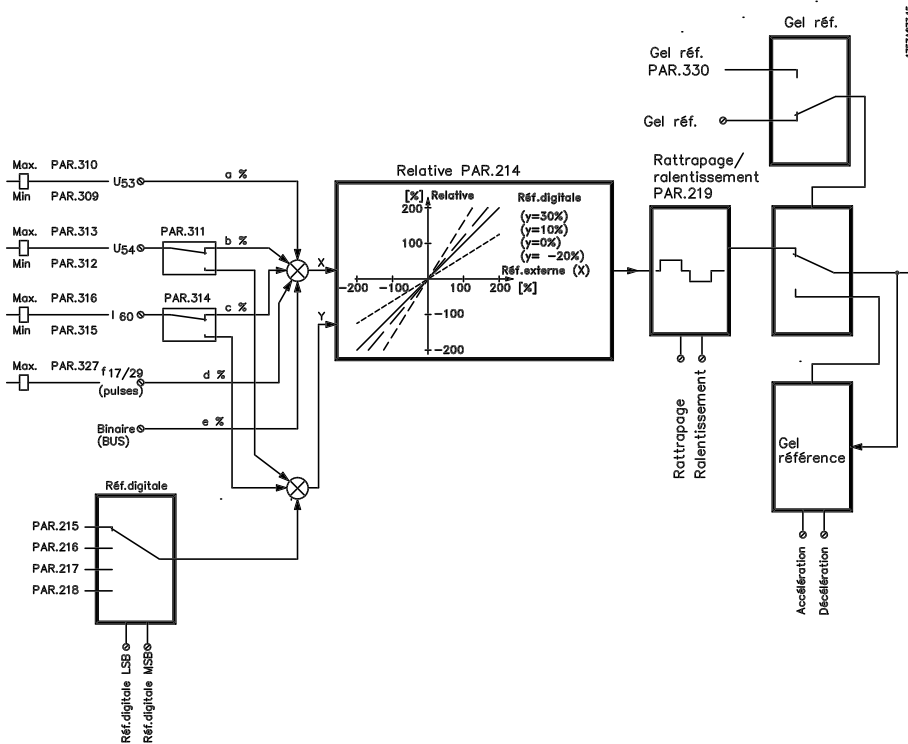 Gel réf.
Gel réf.
PAR.330
Gel réf.
Rattrapage/
ralentissement
PAR.219
Relative PAR.214
[%] Relative
200
100
-200 -100 100 200
[%]
-100
-200
Réf.digitale
(y=30%)
(y=10%)
(y=0%)
(y= -20%)
Réf.externe (X)
X
Y
Max. PAR.310
U53
a %
Min PAR.309
Max. PAR.313
PAR.311
U54
b %
Min PAR.312
Max. PAR.316
PAR.314
I 60
c %
Min PAR.315
Max. PAR.327
f 17/29
(pulses)
d %
Binaire
(BUS)
e %
Réf.digitale
PAR.215
PAR.216
PAR.217
PAR.218
Réf.digitale LSB
Réf.digitale MSB
Rattrapage
Ralentissement
Gel
référence
Accélération
Décélération